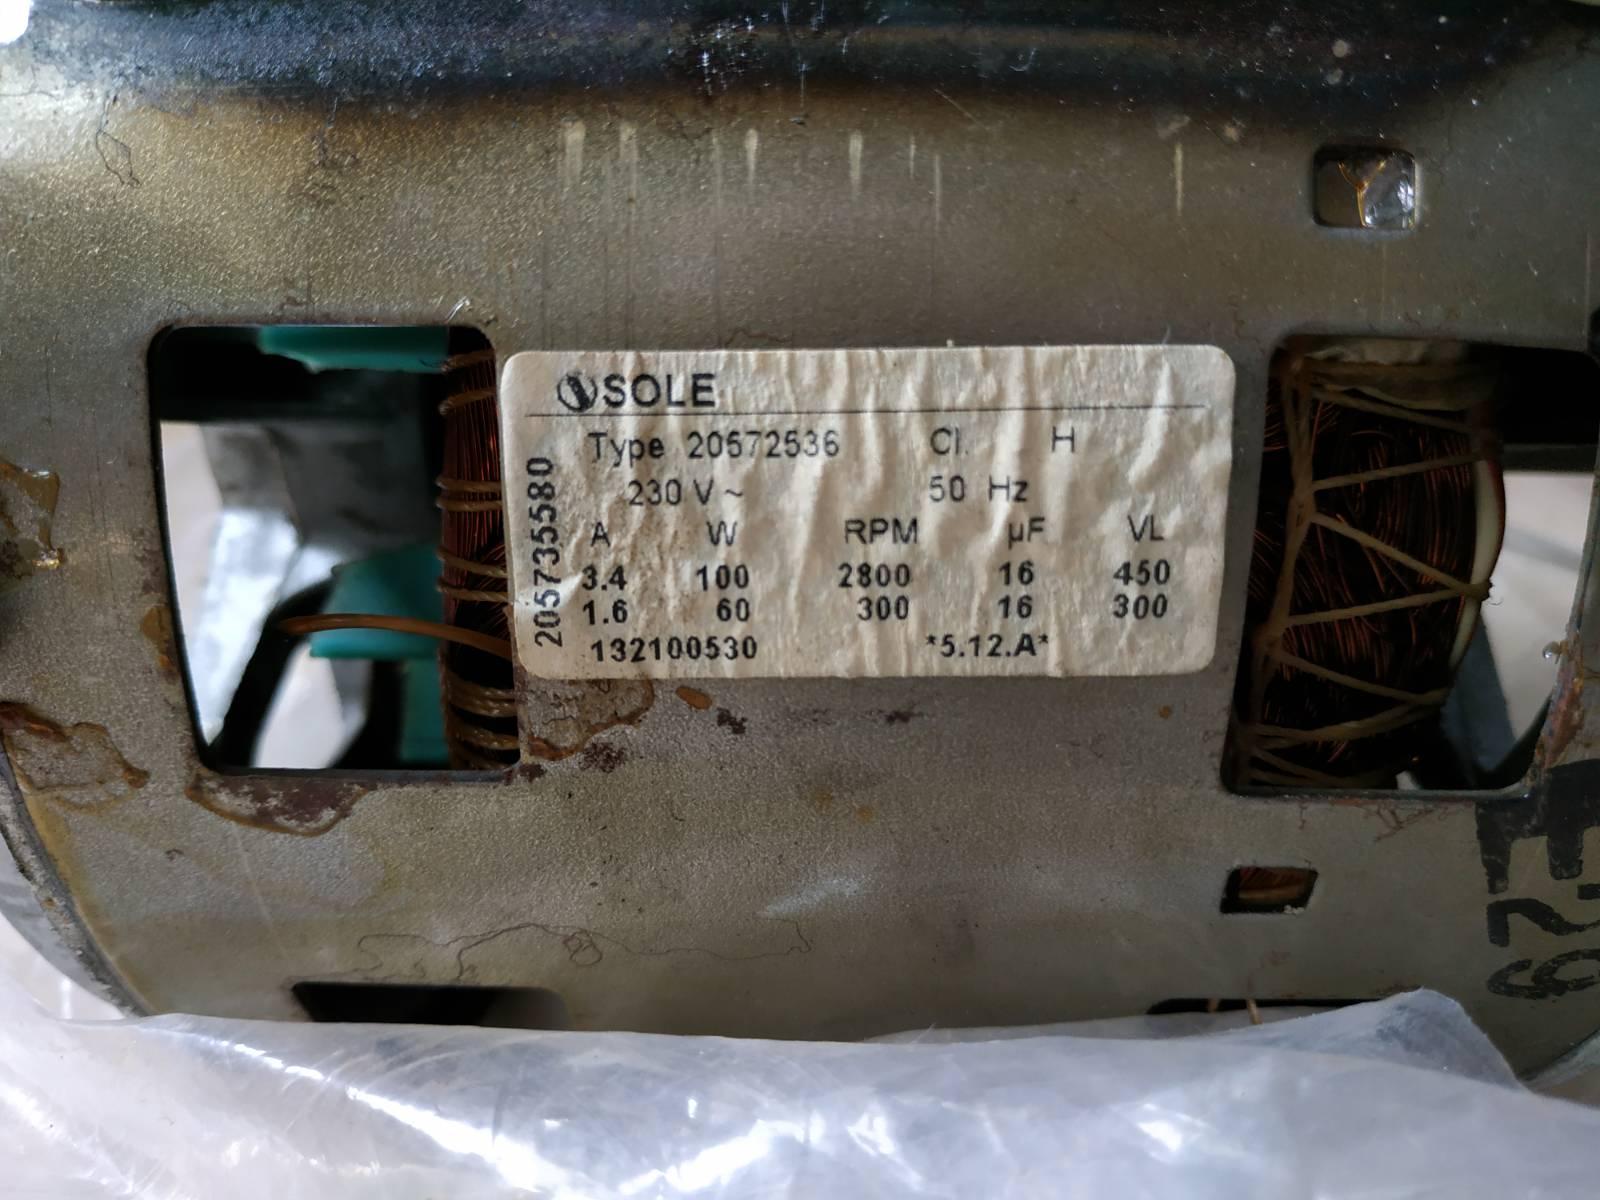 SOLE
Type 20572536 Cl. H
230 V ~ 50 Hz
A W RPM µF VL
3.4 100 2800 16 450
1.6 60 300 16 300
132100530 *5.12.A*
2057355580